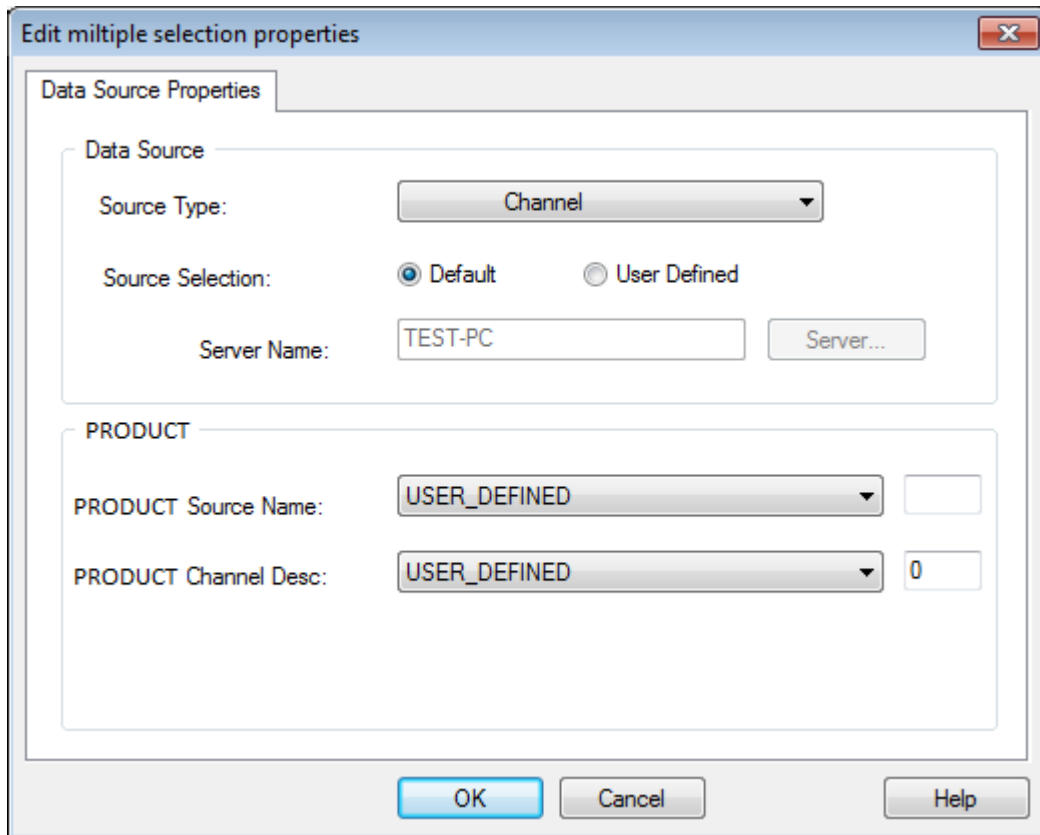 Edit miltiple selection properties
Data Source Properties
Data Source
Source Type: Channel
Source Selection: Default User Defined
Server Name: TEST-PC Server...
PRODUCT
PRODUCT Source Name: USER_DEFINED
PRODUCT Channel Desc: USER_DEFINED 0
OK Cancel Help